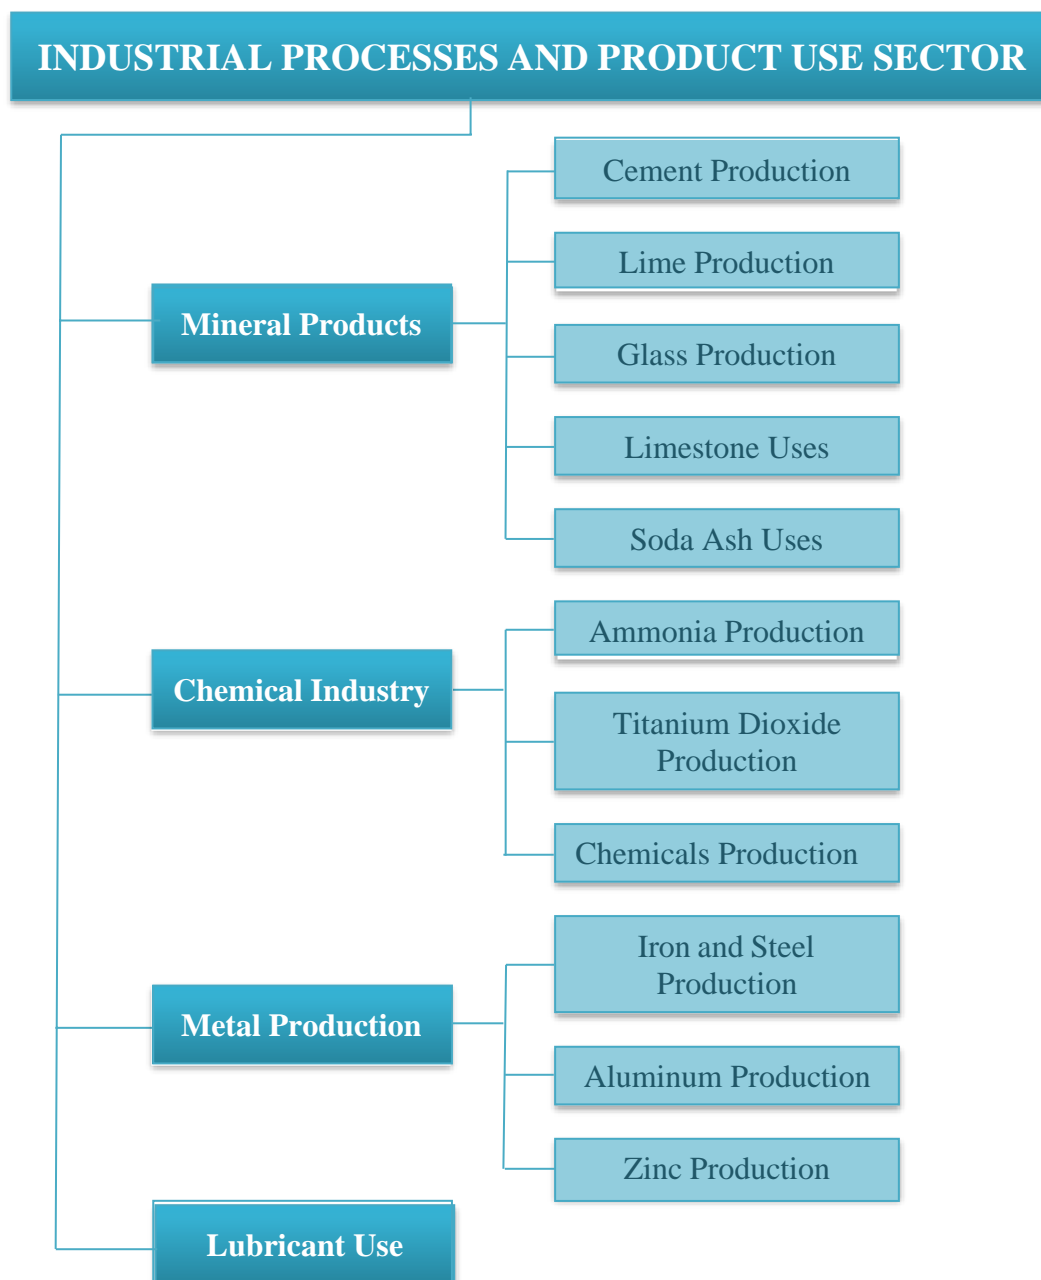 INDUSTRIAL PROCESSES AND PRODUCT USE SECTOR
Mineral Products
Cement Production
Lime Production
Glass Production
Limestone Uses
Soda Ash Uses
Chemical Industry
Ammonia Production
Titanium Dioxide
Production
Chemicals Production
Metal Production
Iron and Steel
Production
Aluminum Production
Zinc Production
Lubricant Use